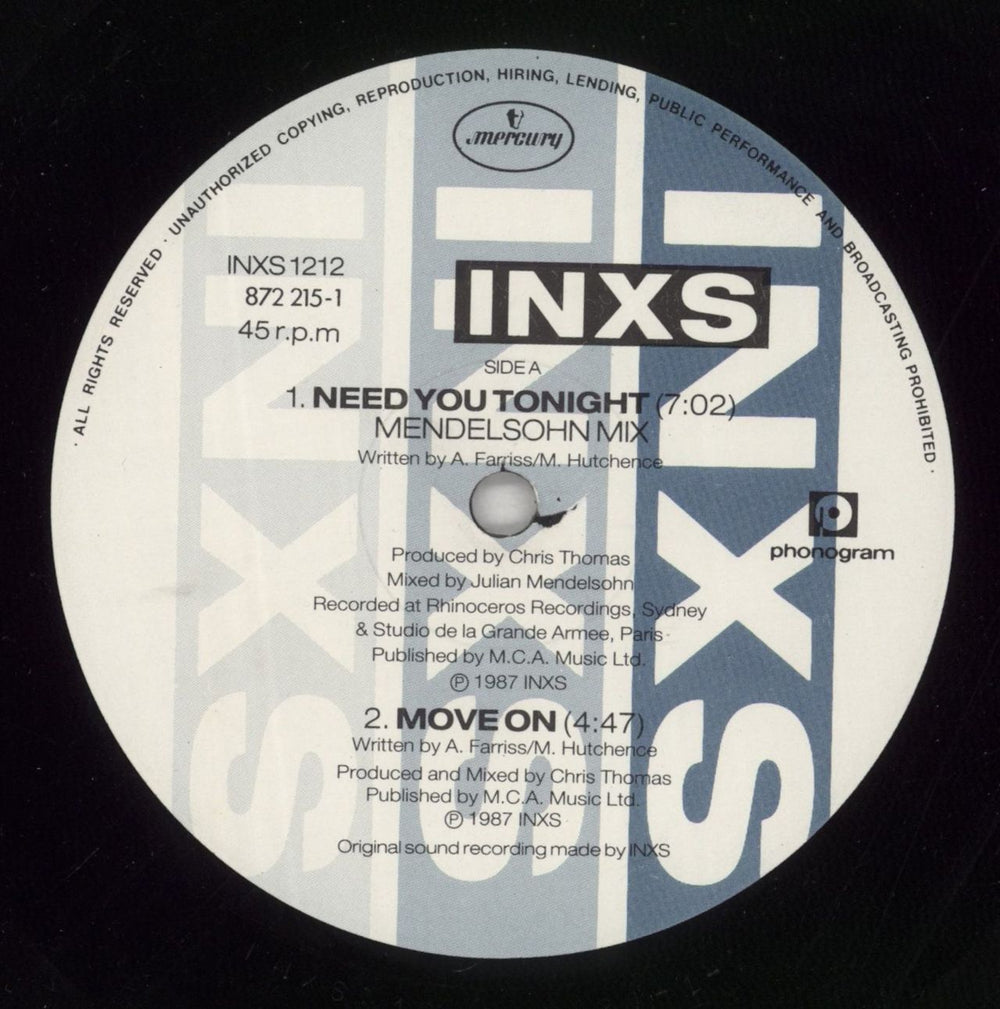 · ALL RIGHTS RESERVED · UNAUTHORIZED COPYING, REPRODUCTION, HIRING, LENDING, PUBLIC PERFORMANCE AND BROADCASTING PROHIBITED ·
mercury
INXS 1212
872 215-1
45 r.p.m
INXS
SIDE A
1. NEED YOU TONIGHT (7:02)
MENDELSOHN MIX
Written by A. Farriss/M. Hutchence
phonogram
Produced by Chris Thomas
Mixed by Julian Mendelsohn
Recorded at Rhinoceros Recordings, Sydney
& Studio de la Grande Armee, Paris
Published by M.C.A. Music Ltd.
℗ 1987 INXS
2. MOVE ON (4:47)
Written by A. Farriss/M. Hutchence
Produced and Mixed by Chris Thomas
Published by M.C.A. Music Ltd.
℗ 1987 INXS
Original sound recording made by INXS
INXS
INXS
INXS